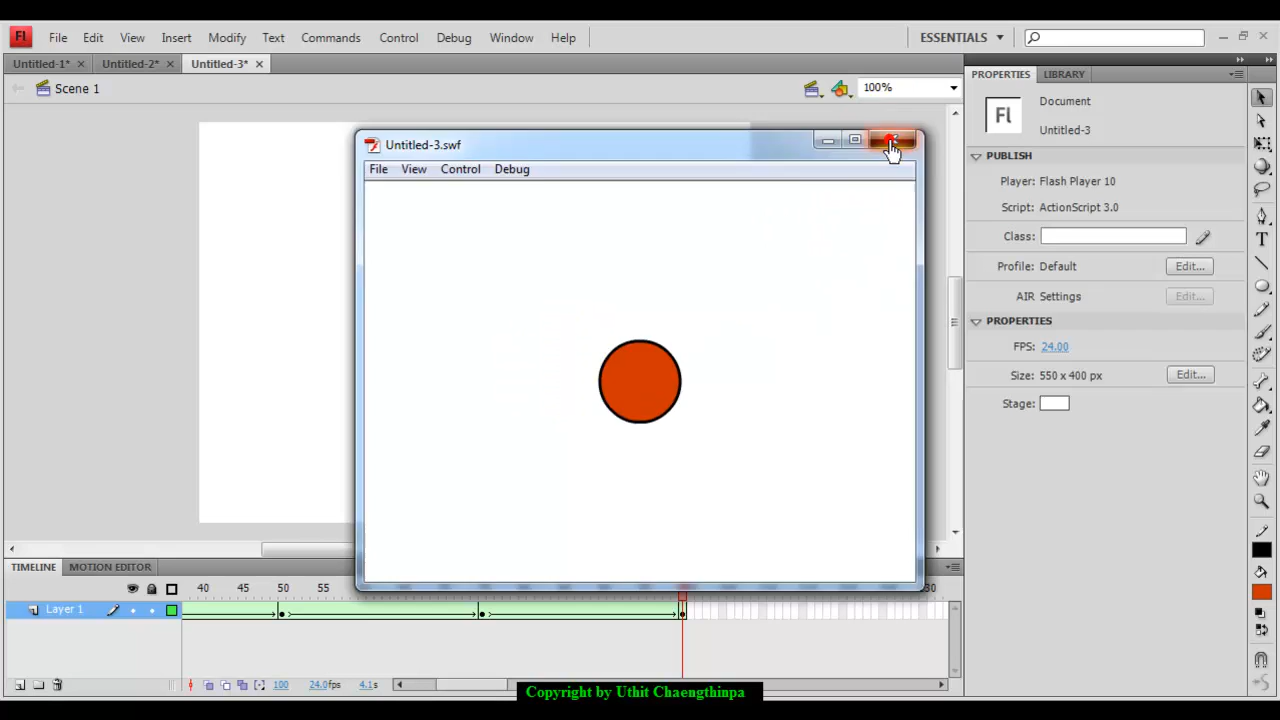 Fl File Edit View Insert Modify Text Commands Control Debug Window Help ESSENTIALS
Untitled-1* Untitled-2* Untitled-3*
Scene 1 100%
PROPERTIES LIBRARY
Fl Document
Untitled-3
PUBLISH
Player: Flash Player 10
Script: ActionScript 3.0
Class:
Profile: Default Edit...
AIR Settings Edit...
PROPERTIES
FPS: 24.00
Size: 550 x 400 px Edit...
Stage:
Untitled-3.swf
File View Control Debug
TIMELINE MOTION EDITOR
40 45 50 55
Layer 1
100 24.0fps 4.1s
Copyright by Uthit Chaengthinpa